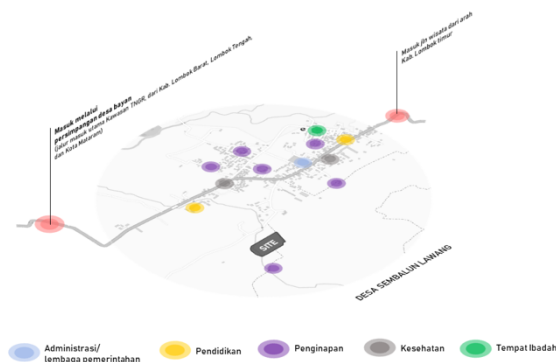 Masuk melalui
persimpangan desa bayan
(jalur masuk utama Kawasan TNGR, dari Kab. Lombok Barat, Lombok Tengah,
dan Kota Mataram)
Masuk jln wisata dari arah
Kab. Lombok timur
SITE
DESA SEMBALUN LAWANG
Administrasi/
lembaga pemerintahan
Pendidikan
Penginapan
Kesehatan
Tempat Ibadah